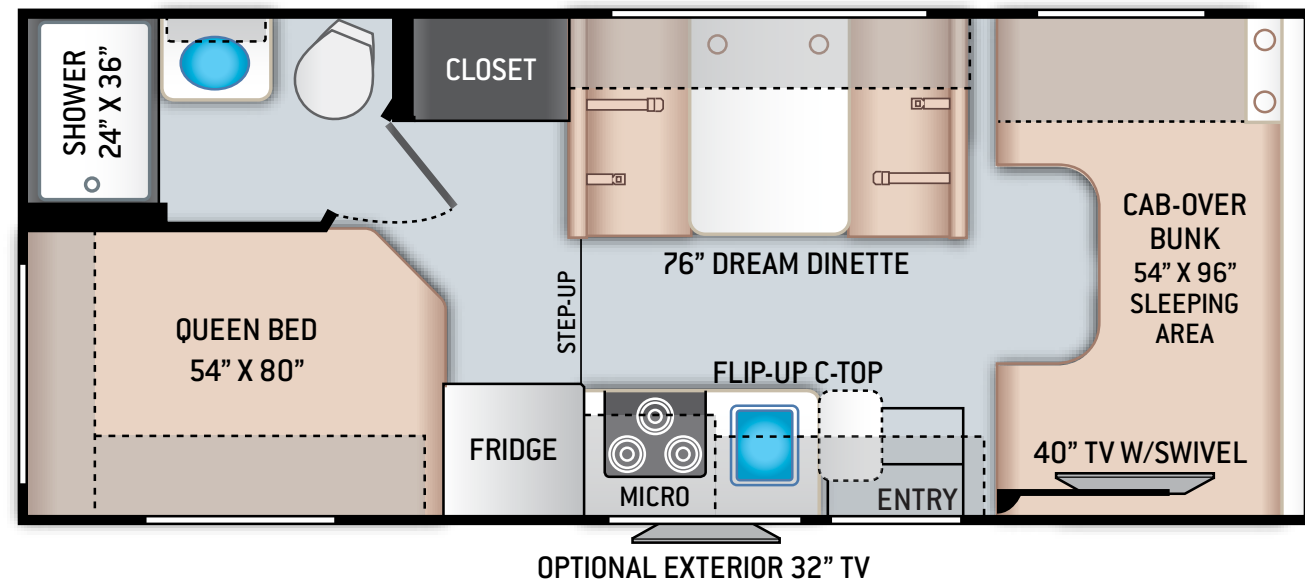 SHOWER
24” X 36”
CLOSET
76” DREAM DINETTE
CAB-OVER
BUNK
54” X 96”
SLEEPING
AREA
QUEEN BED
54” X 80”
STEP-UP
FLIP-UP C-TOP
FRIDGE
MICRO
ENTRY
40” TV W/SWIVEL
OPTIONAL EXTERIOR 32” TV